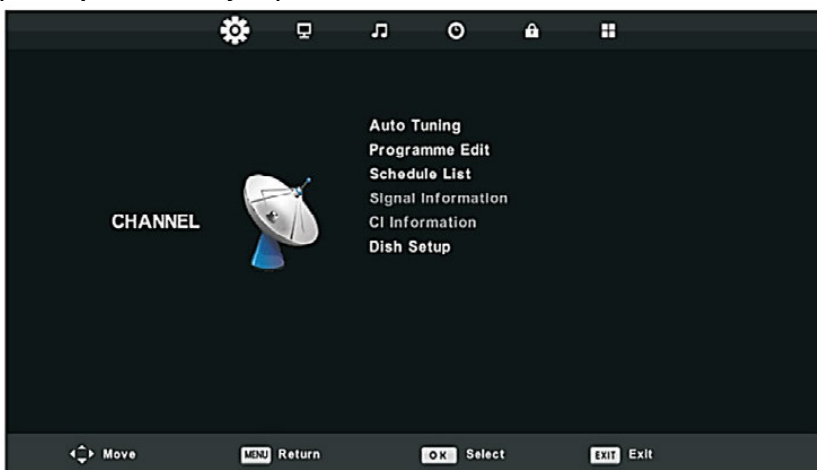 Auto Tuning
Programme Edit
Schedule List
Signal Information
CI Information
Dish Setup
CHANNEL
Move MENU Return OK Select EXIT Exit